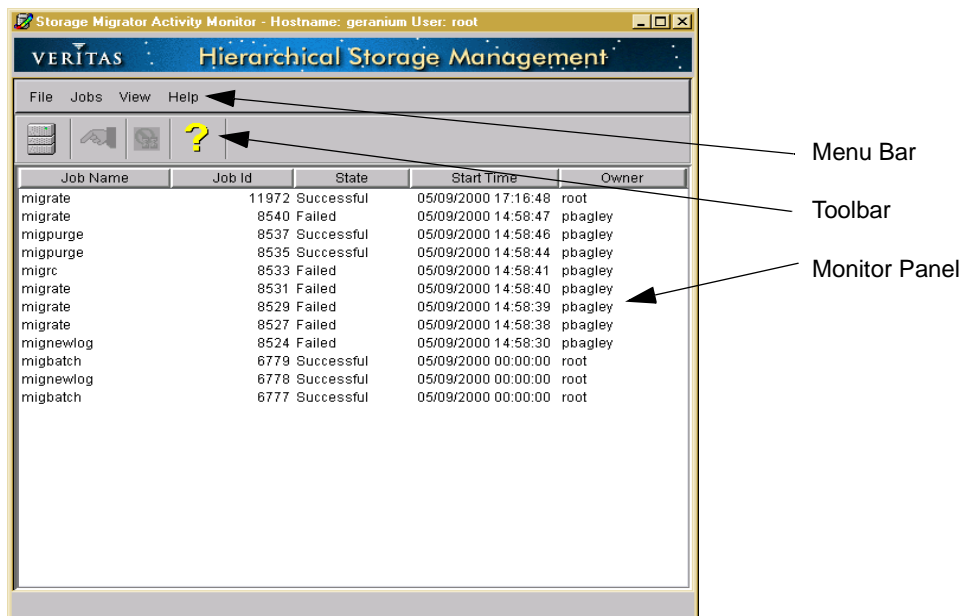 Storage Migrator Activity Monitor - Hostname: geranium User: root
VERITAS Hierarchical Storage Management
File Jobs View Help
Menu Bar
Toolbar
Job Name Job Id State Start Time Owner
migrate 11972 Successful 05/09/2000 17:16:48 root
migrate 8540 Failed 05/09/2000 14:58:47 pbagley
migpurge 8537 Successful 05/09/2000 14:58:46 pbagley
migpurge 8535 Successful 05/09/2000 14:58:44 pbagley
Monitor Panel
migrc 8533 Failed 05/09/2000 14:58:41 pbagley
migrate 8531 Failed 05/09/2000 14:58:40 pbagley
migrate 8529 Failed 05/09/2000 14:58:39 pbagley
migrate 8527 Failed 05/09/2000 14:58:38 pbagley
mignewlog 8524 Failed 05/09/2000 14:58:30 pbagley
migbatch 6779 Successful 05/09/2000 00:00:00 root
mignewlog 6778 Successful 05/09/2000 00:00:00 root
migbatch 6777 Successful 05/09/2000 00:00:00 root